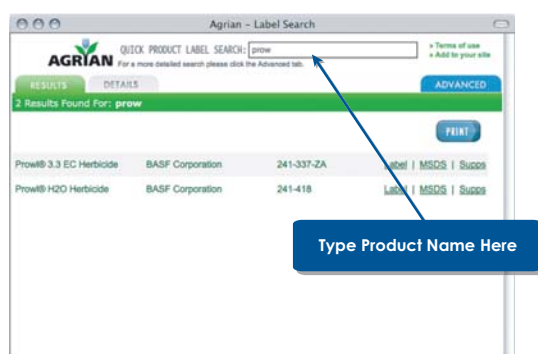 Agrian - Label Search
QUICK PRODUCT LABEL SEARCH: prow
» Terms of use
» Add to your site
AGRIAN
For a more detailed search please click the Advanced tab.
RESULTS DETAILS ADVANCED
2 Results Found For: prow
PRINT
Prowl® 3.3 EC Herbicide BASF Corporation 241-337-ZA Label | MSDS | Supps
Prowl® H2O Herbicide BASF Corporation 241-418 Label | MSDS | Supps
Type Product Name Here